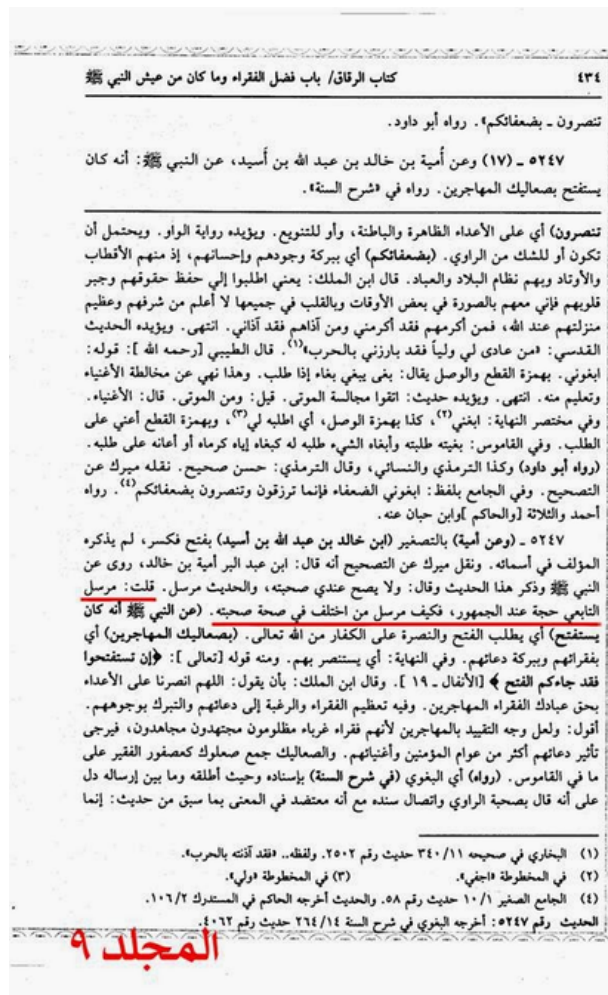 ٤٣٤ كتاب الرقاق/ باب فضل الفقراء وما كان من عيش النبي ﷺ
تنصرون ـ بضعفائكم». رواه أبو داود.
٥٢٤٧ ـ (١٧) وعن أُمية بن خالد بن عبد الله بن أَسيد، عن النبي ﷺ: أنه كان
يستفتح بصعاليك المهاجرين. رواه في «شرح السنة».
تنصرون) أي على الأعداء الظاهرة والباطنة، وأو للتنويع. ويؤيده رواية الواو. ويحتمل أن
تكون أو للشك من الراوي. (بضعفائكم) أي ببركة وجودهم وإحسانهم، إذ منهم الأقطاب
والأوتاد وبهم نظام البلاد والعباد. قال ابن الملك: يعني اطلبوا إلي حفظ حقوقهم وجبر
قلوبهم فإني معهم بالصورة في بعض الأوقات وبالقلب في جميعها لا أعلم من شرفهم وعظيم
منزلتهم عند الله، فمن أكرمهم فقد أكرمني ومن آذاهم فقد آذاني. انتهى. ويؤيده الحديث
القدسي: «من عادى لي ولياً فقد بارزني بالحرب»(١). قال الطيبي [رحمه الله ]: قوله:
ابغوني. بهمزة القطع والوصل يقال: بغى يبغي بغاء إذا طلب. وهذا نهي عن مخالطة الأغنياء
وتعليم منه. انتهى. ويؤيده حديث: اتقوا مجالسة الموتى. قيل: ومن الموتى. قال: الأغنياء.
وفي مختصر النهاية: ابغني(٢)، كذا بهمزة الوصل، أي اطلبه لي(٣)، وبهمزة القطع أعني على
الطلب. وفي القاموس: بغيته طلبته وأبغاه الشيء طلبه له كبغاه إياه كرماه أو أعانه على طلبه.
(رواه أبو داود) وكذا الترمذي والنسائي، وقال الترمذي: حسن صحيح. نقله ميرك عن
التصحيح. وفي الجامع بلفظ: ابغوني الضعفاء فإنما ترزقون وتنصرون بضعفائكم(٤). رواه
أحمد والثلاثة [والحاكم ]وابن حبان عنه.
٥٢٤٧ ـ (وعن أمية) بالتصغير (ابن خالد بن عبد الله بن أسيد) بفتح فكسر، لم يذكره
المؤلف في أسمائه. ونقل ميرك عن التصحيح أنه قال: ابن عبد البر أمية بن خالد، روى عن
النبي ﷺ وذكر هذا الحديث وقال: ولا يصح عندي صحبته، والحديث مرسل. قلت: مرسل
التابعي حجة عند الجمهور، فكيف مرسل من اختلف في صحة صحبته. (عن النبي ﷺ أنه كان
يستفتح) أي يطلب الفتح والنصرة على الكفار من الله تعالى. (بصعاليك المهاجرين) أي
بفقرائهم وببركة دعائهم. وفي النهاية: أي يستنصر بهم. ومنه قوله [تعالى ]: ﴿إن تستفتحوا
فقد جاءكم الفتح ﴾ [الأنفال ـ ١٩ ]. وقال ابن الملك: بأن يقول: اللهم انصرنا على الأعداء
بحق عبادك الفقراء المهاجرين. وفيه تعظيم الفقراء والرغبة إلى دعائهم والتبرك بوجوههم.
أقول: ولعل وجه التقييد بالمهاجرين لأنهم فقراء غرباء مظلومون مجتهدون مجاهدون، فيرجى
تأثير دعائهم أكثر من عوام المؤمنين وأغنيائهم. والصعاليك جمع صعلوك كعصفور الفقير على
ما في القاموس. (رواه) أي البغوي (في شرح السنة) بإسناده وحيث أطلقه وما بين إرساله دل
على أنه قال بصحبة الراوي واتصال سنده مع أنه معتضد في المعنى بما سبق من حديث: إنما
(١) البخاري في صحيحه ٣٤٠/١١ حديث رقم ٢٥٠٢. ولفظه.. «فقد آذنته بالحرب».
(٢) في المخطوطة «اجفي». (٣) في المخطوطة «ولي».
(٤) الجامع الصغير ١٠/١ حديث رقم ٥٨. والحديث أخرجه الحاكم في المستدرك ١٠٦/٢.
الحديث رقم ٥٢٤٧: أخرجه البغوي في شرح السنة ٢٦٤/١٤ حديث رقم ٤٠٦٢.
المجلد ٩